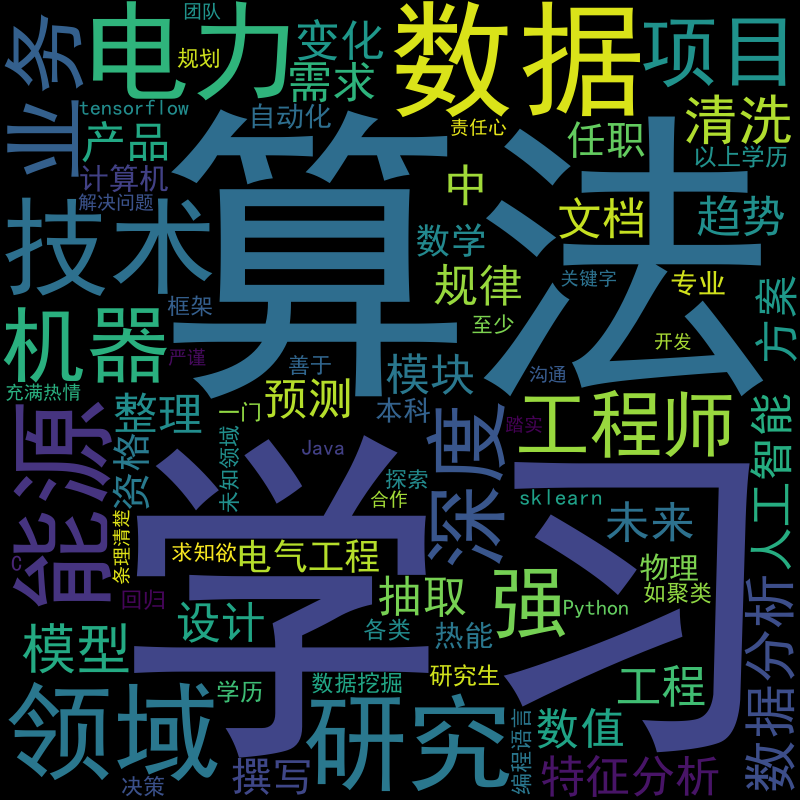 团队
电力
数据
业务
规划
变化
需求
项目
tensorflow
自动化
清洗
产品
责任心
任职
以上学历
计算机
算法
中
解决问题
技术
文档
趋势
数学
规律
关键字
专业
方案
框架
至少
机器
严谨
善于
模块
沟通
开发
充满热情
预测
整理
一门
本科
工程师
人工智能
能源
资格
未知领域
Java
深度
踏实
探索
学习
sklearn
合作
未来
条理清楚
求知欲
电气工程
C
物理
强
抽取
如聚类
Python
回归
设计
模型
各类
热能
数据分析
研究生
工程
学历
数据挖掘
领域
研究
编程语言
数值
决策
撰写
特征分析